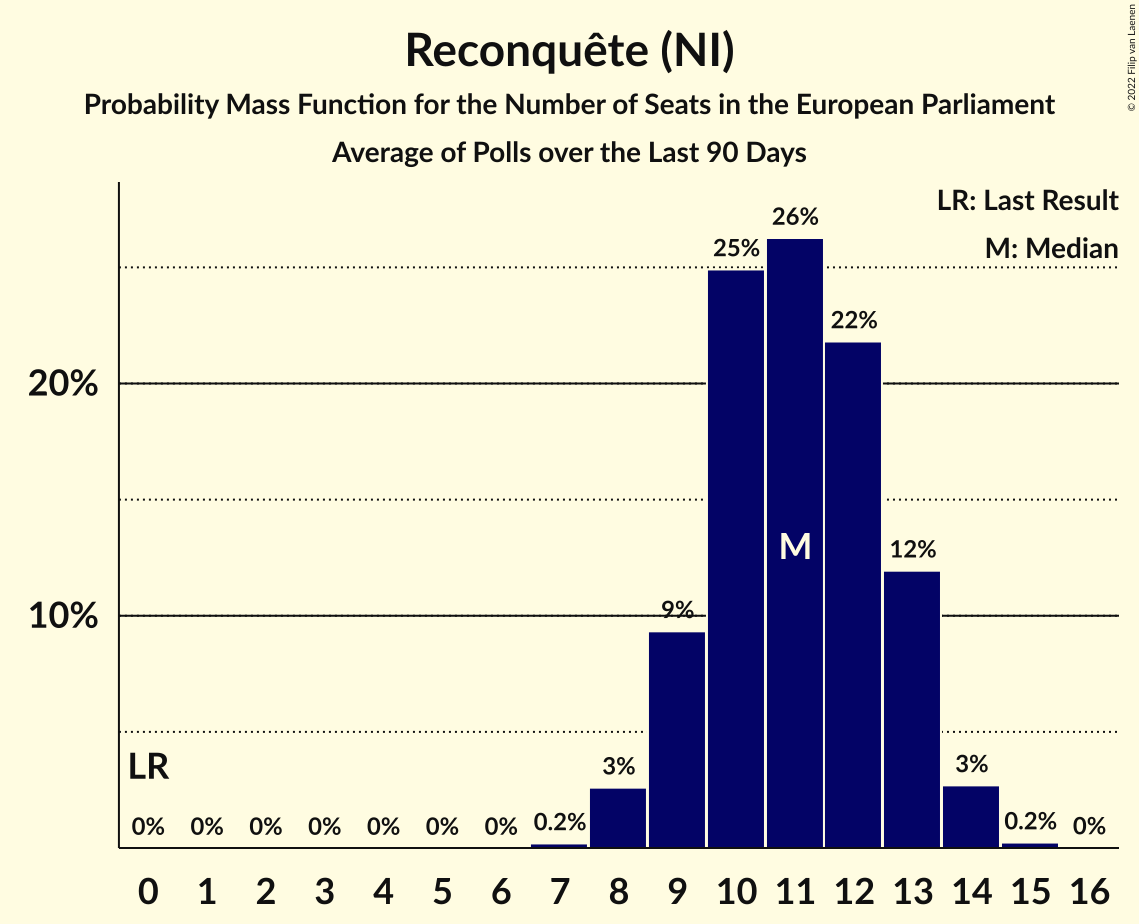 Reconquête (NI)
Probability Mass Function for the Number of Seats in the European Parliament
Average of Polls over the Last 90 Days
© 2022 Filip van Laenen
LR: Last Result
M: Median
26%
25%
22%
20%
12%
M
10%
9%
LR
3%
3%
0% 0% 0% 0% 0% 0% 0% 0.2% 0.2% 0%
0 1 2 3 4 5 6 7 8 9 10 11 12 13 14 15 16